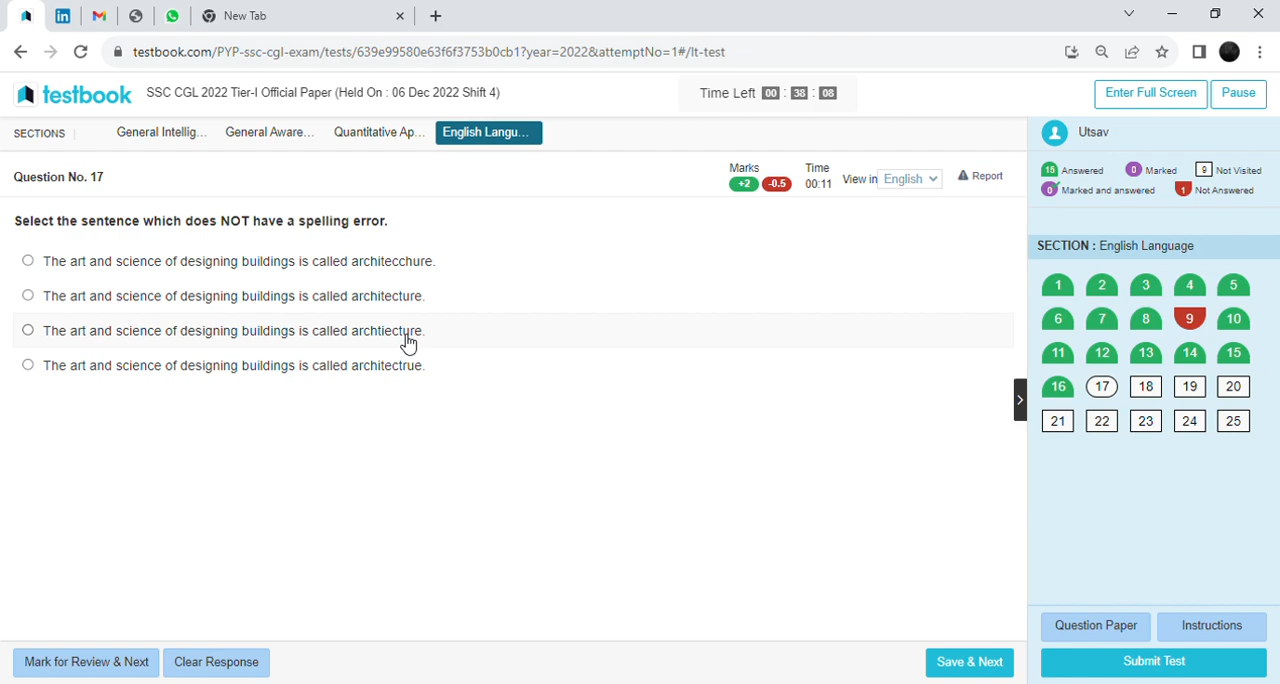 New Tab
testbook.com/PYP-ssc-cgl-exam/tests/639e99580e63f6f3753b0cb1?year=2022&attemptNo=1#/lt-test
testbook SSC CGL 2022 Tier-I Official Paper (Held On : 06 Dec 2022 Shift 4) Time Left 00 : 38 : 08 Enter Full Screen Pause
SECTIONS General Intellig... General Aware... Quantitative Ap... English Langu... Utsav
Question No. 17 Marks +2 -0.5 Time 00:11 View in English Report
15 Answered 0 Marked 9 Not Visited
0 Marked and answered 1 Not Answered
Select the sentence which does NOT have a spelling error.
The art and science of designing buildings is called architecchure.
The art and science of designing buildings is called architecture.
The art and science of designing buildings is called archtiecture.
The art and science of designing buildings is called architectrue.
SECTION : English Language
1 2 3 4 5
6 7 8 9 10
11 12 13 14 15
16 17 18 19 20
21 22 23 24 25
Question Paper Instructions
Mark for Review & Next Clear Response Save & Next Submit Test